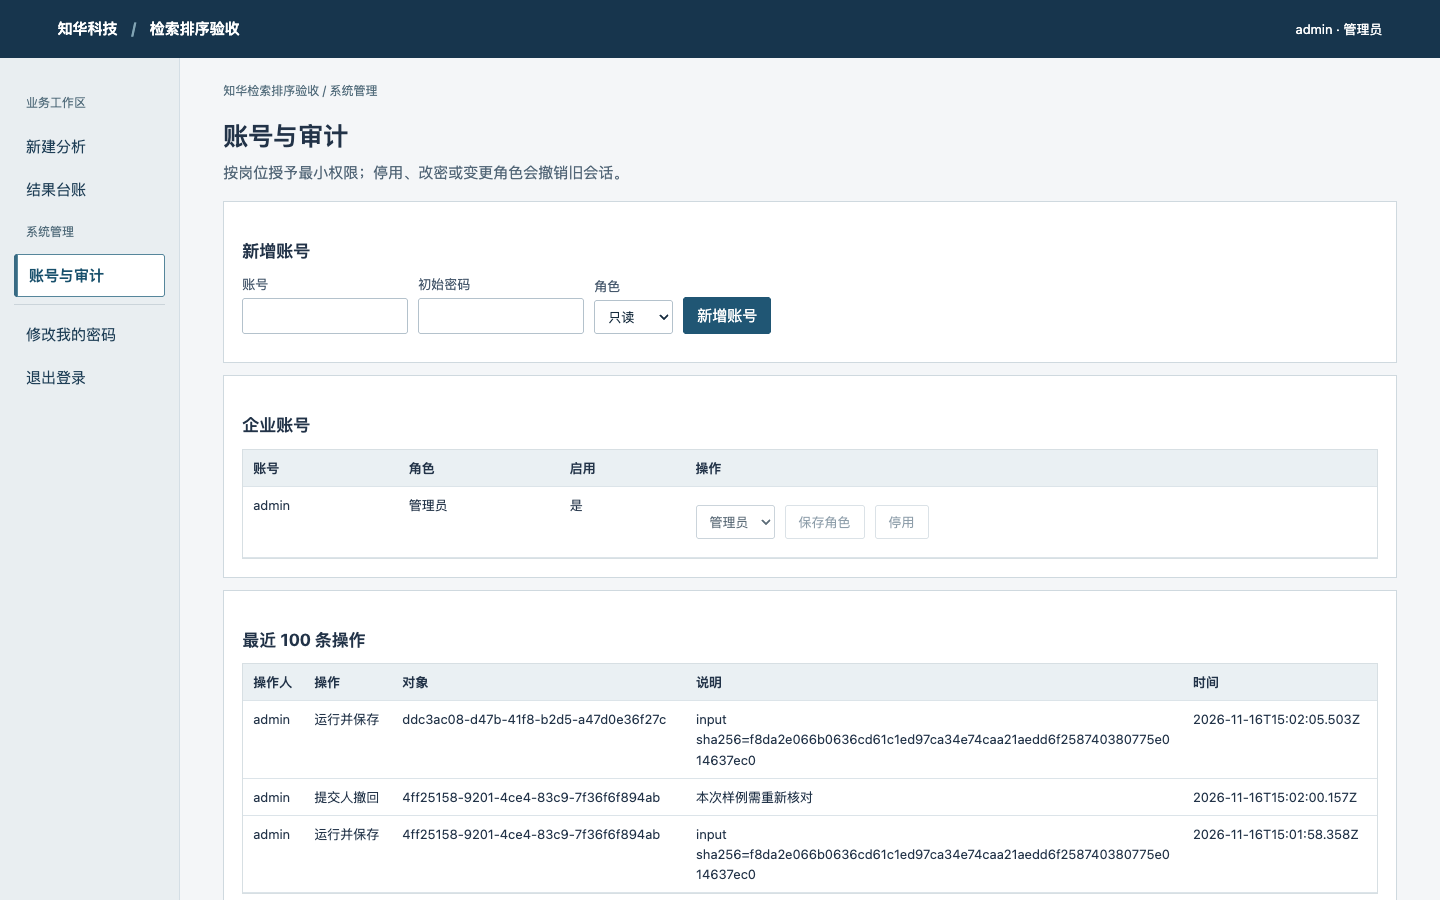 知华科技 / 检索排序验收
admin · 管理员
业务工作区
新建分析
结果台账
系统管理
账号与审计
修改我的密码
退出登录
知华检索排序验收 / 系统管理
账号与审计
按岗位授予最小权限；停用、改密或变更角色会撤销旧会话。
新增账号
账号 初始密码 角色
只读 新增账号
企业账号
账号 角色 启用 操作
admin 管理员 是 管理员 保存角色 停用
最近 100 条操作
操作人 操作 对象 说明 时间
admin 运行并保存 ddc3ac08-d47b-41f8-b2d5-a47d0e36f27c input 2026-11-16T15:02:05.503Z
sha256=f8da2e066b0636cd61c1ed97ca34e74caa21aedd6f258740380775e0
14637ec0
admin 提交人撤回 4ff25158-9201-4ce4-83c9-7f36f6f894ab 本次样例需重新核对 2026-11-16T15:02:00.157Z
admin 运行并保存 4ff25158-9201-4ce4-83c9-7f36f6f894ab input 2026-11-16T15:01:58.358Z
sha256=f8da2e066b0636cd61c1ed97ca34e74caa21aedd6f258740380775e0
14637ec0